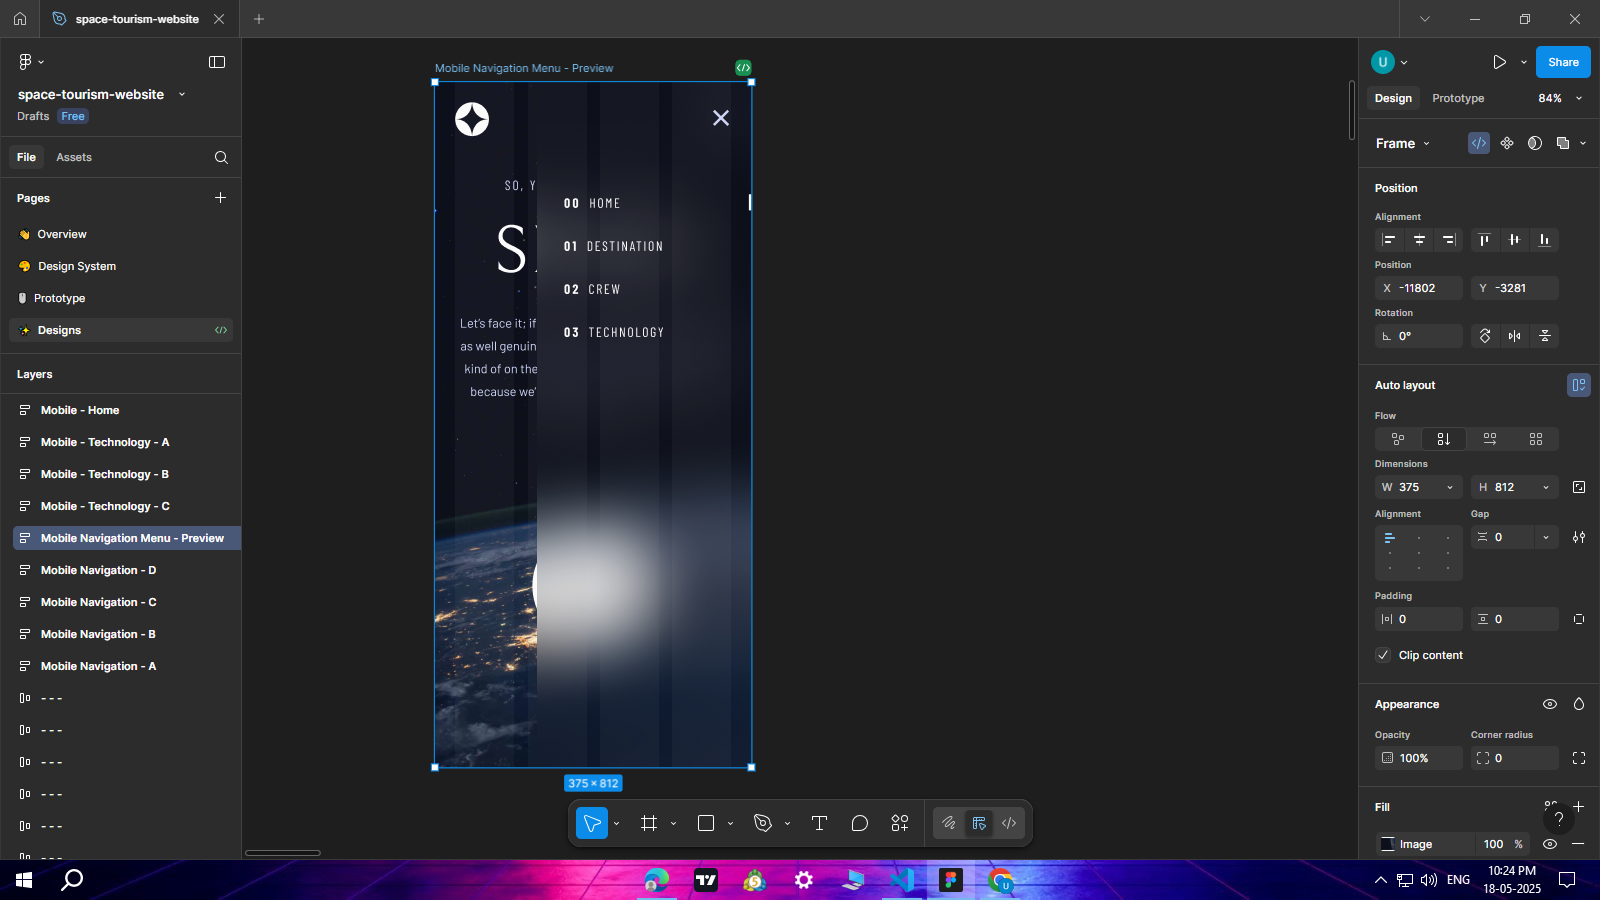 space-tourism-website
space-tourism-website
Drafts
Free
File
Assets
Pages
Overview
Design System
Prototype
Designs
Layers
Mobile - Home
Mobile - Technology - A
Mobile - Technology - B
Mobile - Technology - C
Mobile Navigation Menu - Preview
Mobile Navigation - D
Mobile Navigation - C
Mobile Navigation - B
Mobile Navigation - A
- - -
- - -
- - -
- - -
- - -
Mobile Navigation Menu - Preview
SO, Y
S
Let's face it; if
as well genuin
kind of on the
because we'
00 HOME
01 DESTINATION
02 CREW
03 TECHNOLOGY
375 × 812
U
Share
Design
Prototype
84%
Frame
Position
Alignment
Position
X -11802
Y -3281
Rotation
0°
Auto layout
Flow
Dimensions
W 375
H 812
Alignment
Gap
0
Padding
0
0
Clip content
Appearance
Opacity
Corner radius
100%
0
Fill
?
Image
100 %
U
ENG
10:24 PM
18-05-2025